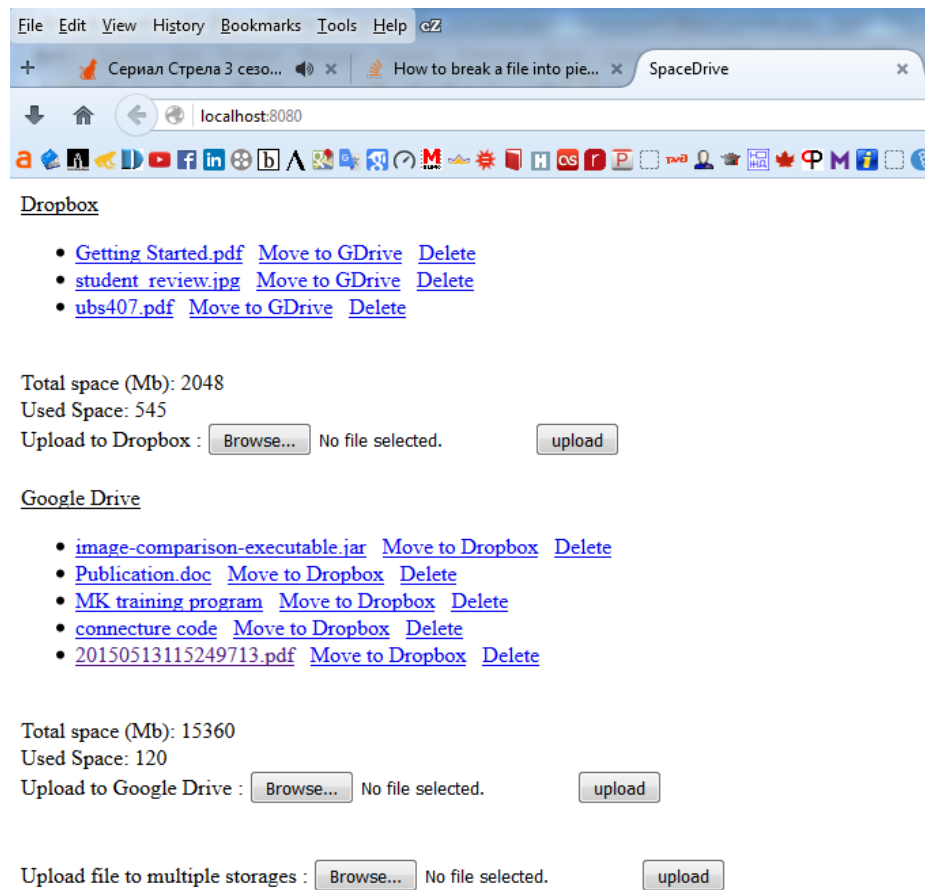 File Edit View History Bookmarks Tools Help
Сериал Стрела 3 сезо... How to break a file into pie... SpaceDrive
localhost:8080
Dropbox
Getting Started.pdf Move to GDrive Delete
student_review.jpg Move to GDrive Delete
ubs407.pdf Move to GDrive Delete
Total space (Mb): 2048
Used Space: 545
Upload to Dropbox : Browse... No file selected. upload
Google Drive
image-comparison-executable.jar Move to Dropbox Delete
Publication.doc Move to Dropbox Delete
MK training program Move to Dropbox Delete
connecture code Move to Dropbox Delete
20150513115249713.pdf Move to Dropbox Delete
Total space (Mb): 15360
Used Space: 120
Upload to Google Drive : Browse... No file selected. upload
Upload file to multiple storages : Browse... No file selected. upload